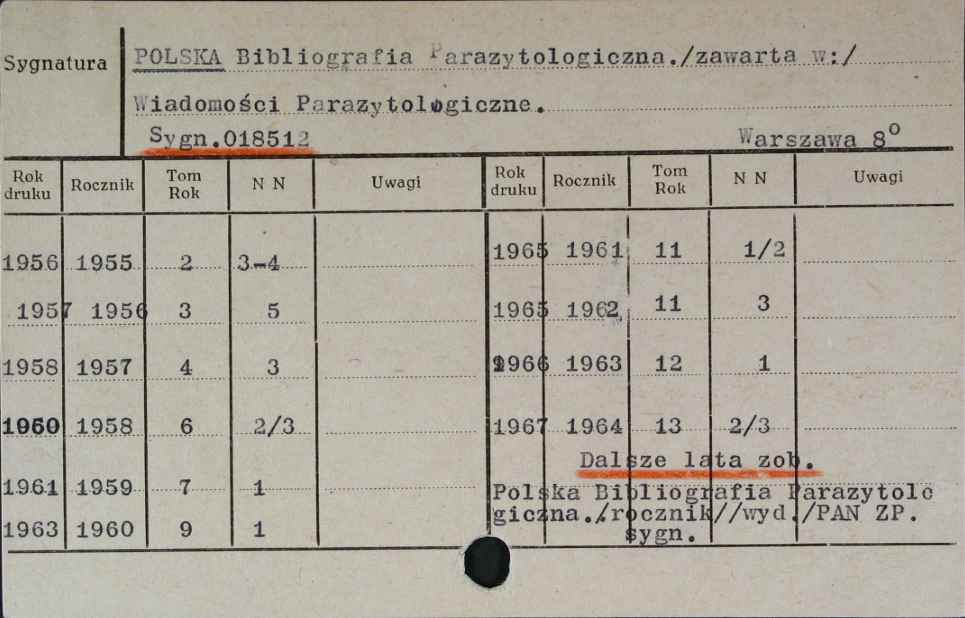 Sygnatura POLSKA Bibliografia Parazytologiczna./zawarta w:/
Wiadomości Parazytologiczne.
Sygn.018512 Warszawa 8⁰
Rok druku Rocznik Tom Rok N N Uwagi Rok druku Rocznik Tom Rok N N Uwagi
1956 1955 2 3-4 1965 1961 11 1/2
1957 1956 3 5 1965 1962 11 3
1958 1957 4 3 1966 1963 12 1
1960 1958 6 2/3 1967 1964 13 2/3
Dalsze lata zob.
1961 1959 7 1 Polska Bibliografia Parazytolo
giczna./rocznik//wyd./PAN ZP.
1963 1960 9 1 sygn.